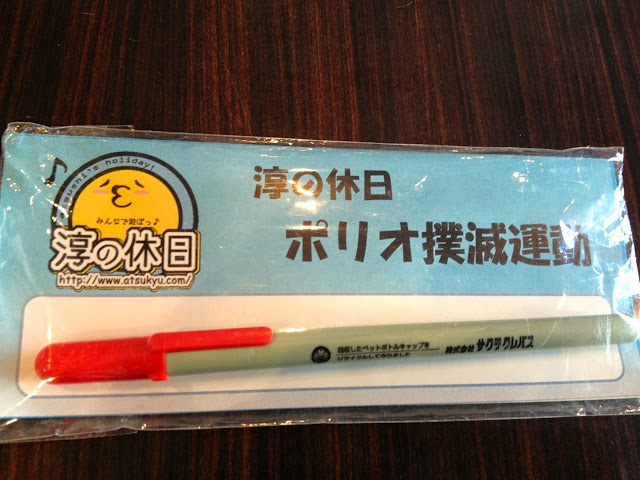 Atsushi's holiday!
みんなで遊ぼっ♪
淳の休日
http://www.atsukyu.com/
淳の休日
ポリオ撲滅運動
回収したペットボトルキャップを
リサイクルして作りました
株式会社 サクラクレパス